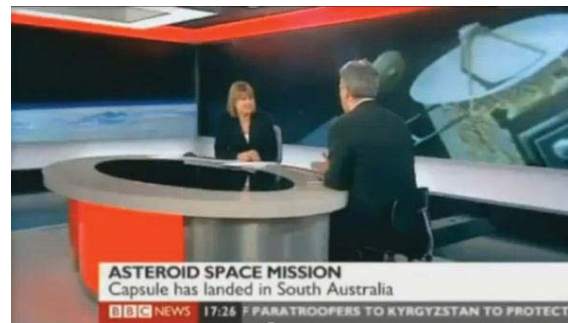 ASTEROID SPACE MISSION
Capsule has landed in South Australia
BBC NEWS 17:26 F PARATROOPERS TO KYRGYZSTAN TO PROTECT